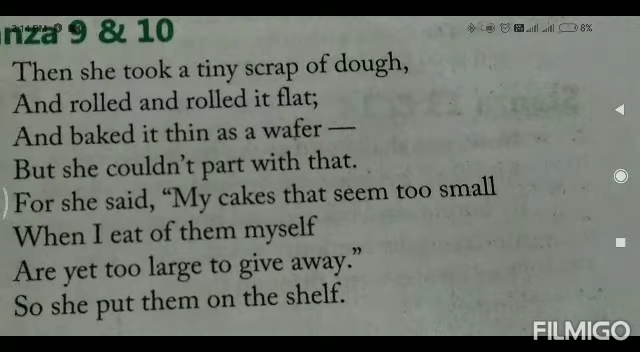 nza 9 & 10
Then she took a tiny scrap of dough,
And rolled and rolled it flat;
And baked it thin as a wafer —
But she couldn't part with that.
For she said, “My cakes that seem too small
When I eat of them myself
Are yet too large to give away.”
So she put them on the shelf.
8%
FILMIGO